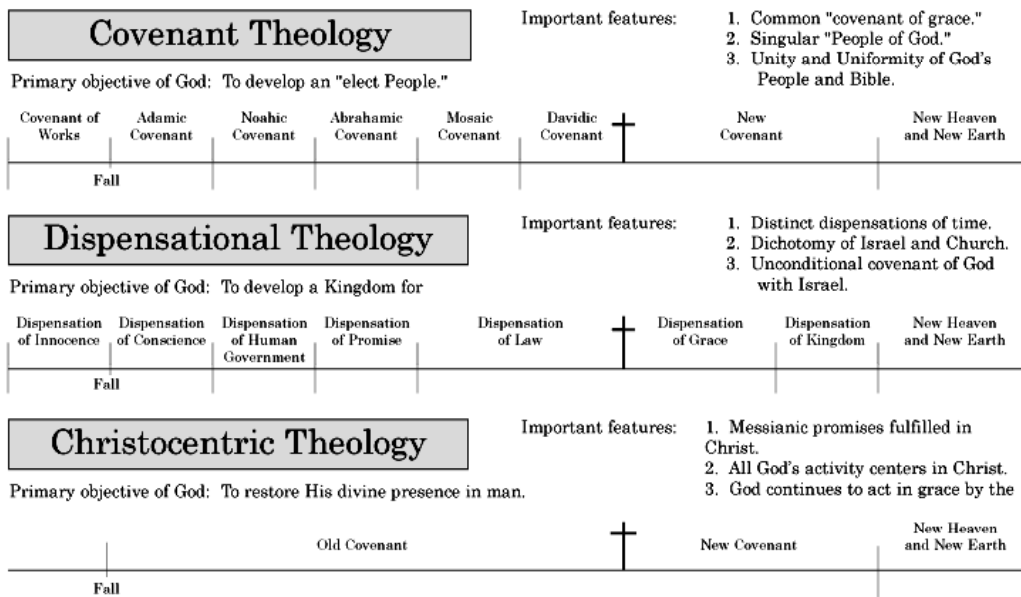 Covenant Theology
Important features:
1. Common "covenant of grace."
2. Singular "People of God."
3. Unity and Uniformity of God's
People and Bible.
Primary objective of God: To develop an "elect People."
Covenant of
Works
Adamic
Covenant
Noahic
Covenant
Abrahamic
Covenant
Mosaic
Covenant
Davidic
Covenant
New
Covenant
New Heaven
and New Earth
Fall
Dispensational Theology
Important features:
1. Distinct dispensations of time.
2. Dichotomy of Israel and Church.
3. Unconditional covenant of God
with Israel.
Primary objective of God: To develop a Kingdom for
Dispensation
of Innocence
Dispensation
of Conscience
Dispensation
of Human
Government
Dispensation
of Promise
Dispensation
of Law
Dispensation
of Grace
Dispensation
of Kingdom
New Heaven
and New Earth
Fall
Christocentric Theology
Important features:
1. Messianic promises fulfilled in
Christ.
2. All God's activity centers in Christ.
3. God continues to act in grace by the
Primary objective of God: To restore His divine presence in man.
Old Covenant
New Covenant
New Heaven
and New Earth
Fall